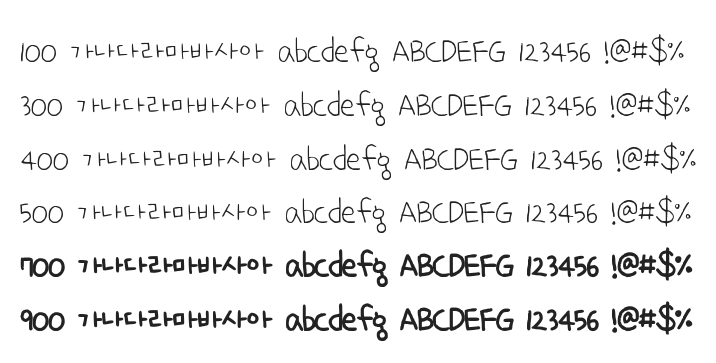 100 가나다라마바사아 abcdefg ABCDEFG 123456 !@#$%
300 가나다라마바사아 abcdefg ABCDEFG 123456 !@#$%
400 가나다라마바사아 abcdefg ABCDEFG 123456 !@#$%
500 가나다라마바사아 abcdefg ABCDEFG 123456 !@#$%
700 가나다라마바사아 abcdefg ABCDEFG 123456 !@#$%
900 가나다라마바사아 abcdefg ABCDEFG 123456 !@#$%